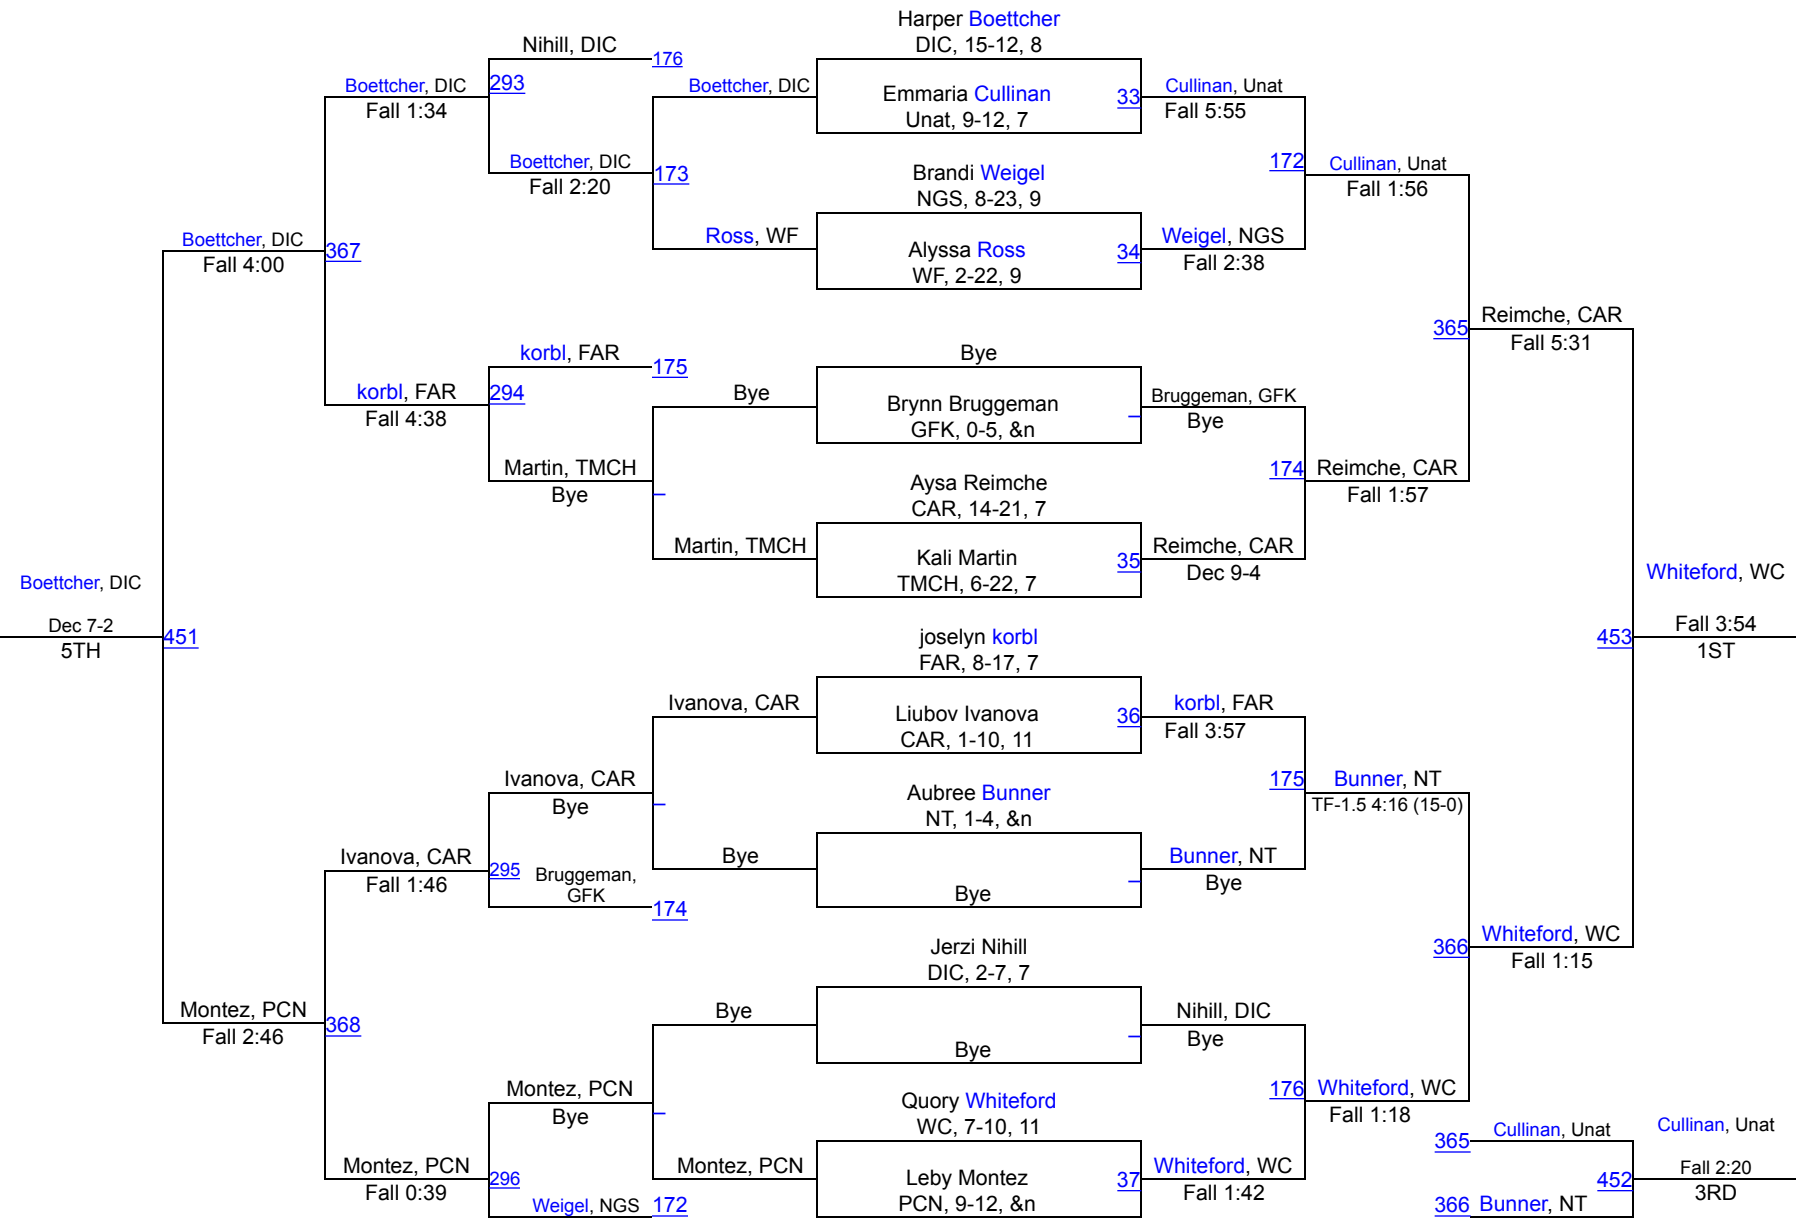 Harper Boettcher
DIC, 15-12, 8
Nihill, DIC
176
Boettcher, DIC
Fall 1:34
293
Boettcher, DIC
Emmaria Cullinan
Unat, 9-12, 7
33
Cullinan, Unat
Fall 5:55
Boettcher, DIC
Fall 2:20
173
Brandi Weigel
NGS, 8-23, 9
172
Cullinan, Unat
Fall 1:56
Boettcher, DIC
Fall 4:00
367
Ross, WF
Alyssa Ross
WF, 2-22, 9
34
Weigel, NGS
Fall 2:38
korbl, FAR
175
Bye
365
Reimche, CAR
Fall 5:31
korbl, FAR
Fall 4:38
294
Bye
Brynn Bruggeman
GFK, 0-5, &n
Bruggeman, GFK
Bye
Martin, TMCH
Bye
Aysa Reimche
CAR, 14-21, 7
174
Reimche, CAR
Fall 1:57
Martin, TMCH
Kali Martin
TMCH, 6-22, 7
35
Reimche, CAR
Dec 9-4
Boettcher, DIC
Dec 7-2
5TH
451
Whiteford, WC
453
Fall 3:54
1ST
joselyn korbl
FAR, 8-17, 7
Ivanova, CAR
Liubov Ivanova
CAR, 1-10, 11
36
korbl, FAR
Fall 3:57
Ivanova, CAR
Bye
Aubree Bunner
NT, 1-4, &n
175
Bunner, NT
TF-1.5 4:16 (15-0)
Ivanova, CAR
Fall 1:46
295
Bruggeman,
GFK
174
Bye
Bye
Bunner, NT
Bye
Jerzi Nihill
DIC, 2-7, 7
366
Whiteford, WC
Fall 1:15
Montez, PCN
Fall 2:46
368
Bye
Bye
Nihill, DIC
Bye
Montez, PCN
Bye
Quory Whiteford
WC, 7-10, 11
176
Whiteford, WC
Fall 1:18
Montez, PCN
Fall 0:39
296
Weigel, NGS
172
Montez, PCN
Leby Montez
PCN, 9-12, &n
37
Whiteford, WC
Fall 1:42
365
Cullinan, Unat
Cullinan, Unat
452
Fall 2:20
3RD
366
Bunner, NT